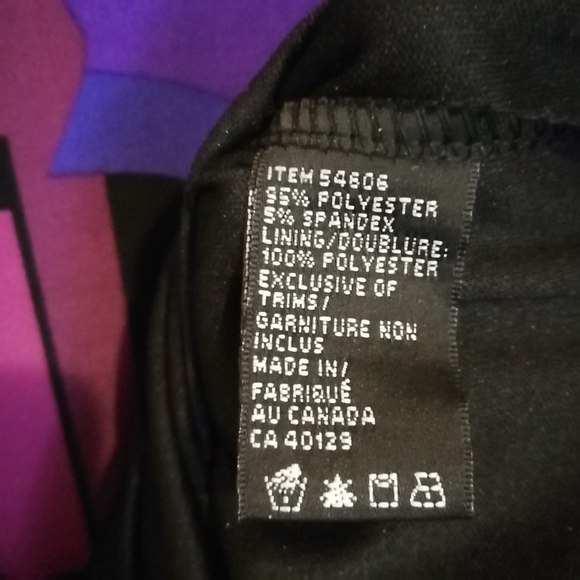 ITEM 54606
95% POLYESTER
5% SPANDEX
LINING/DOUBLURE:
100% POLYESTER
EXCLUSIVE OF
TRIMS/
GARNITURE NON
INCLUS
MADE IN/
FABRIQUÉ
AU CANADA
CA 40129